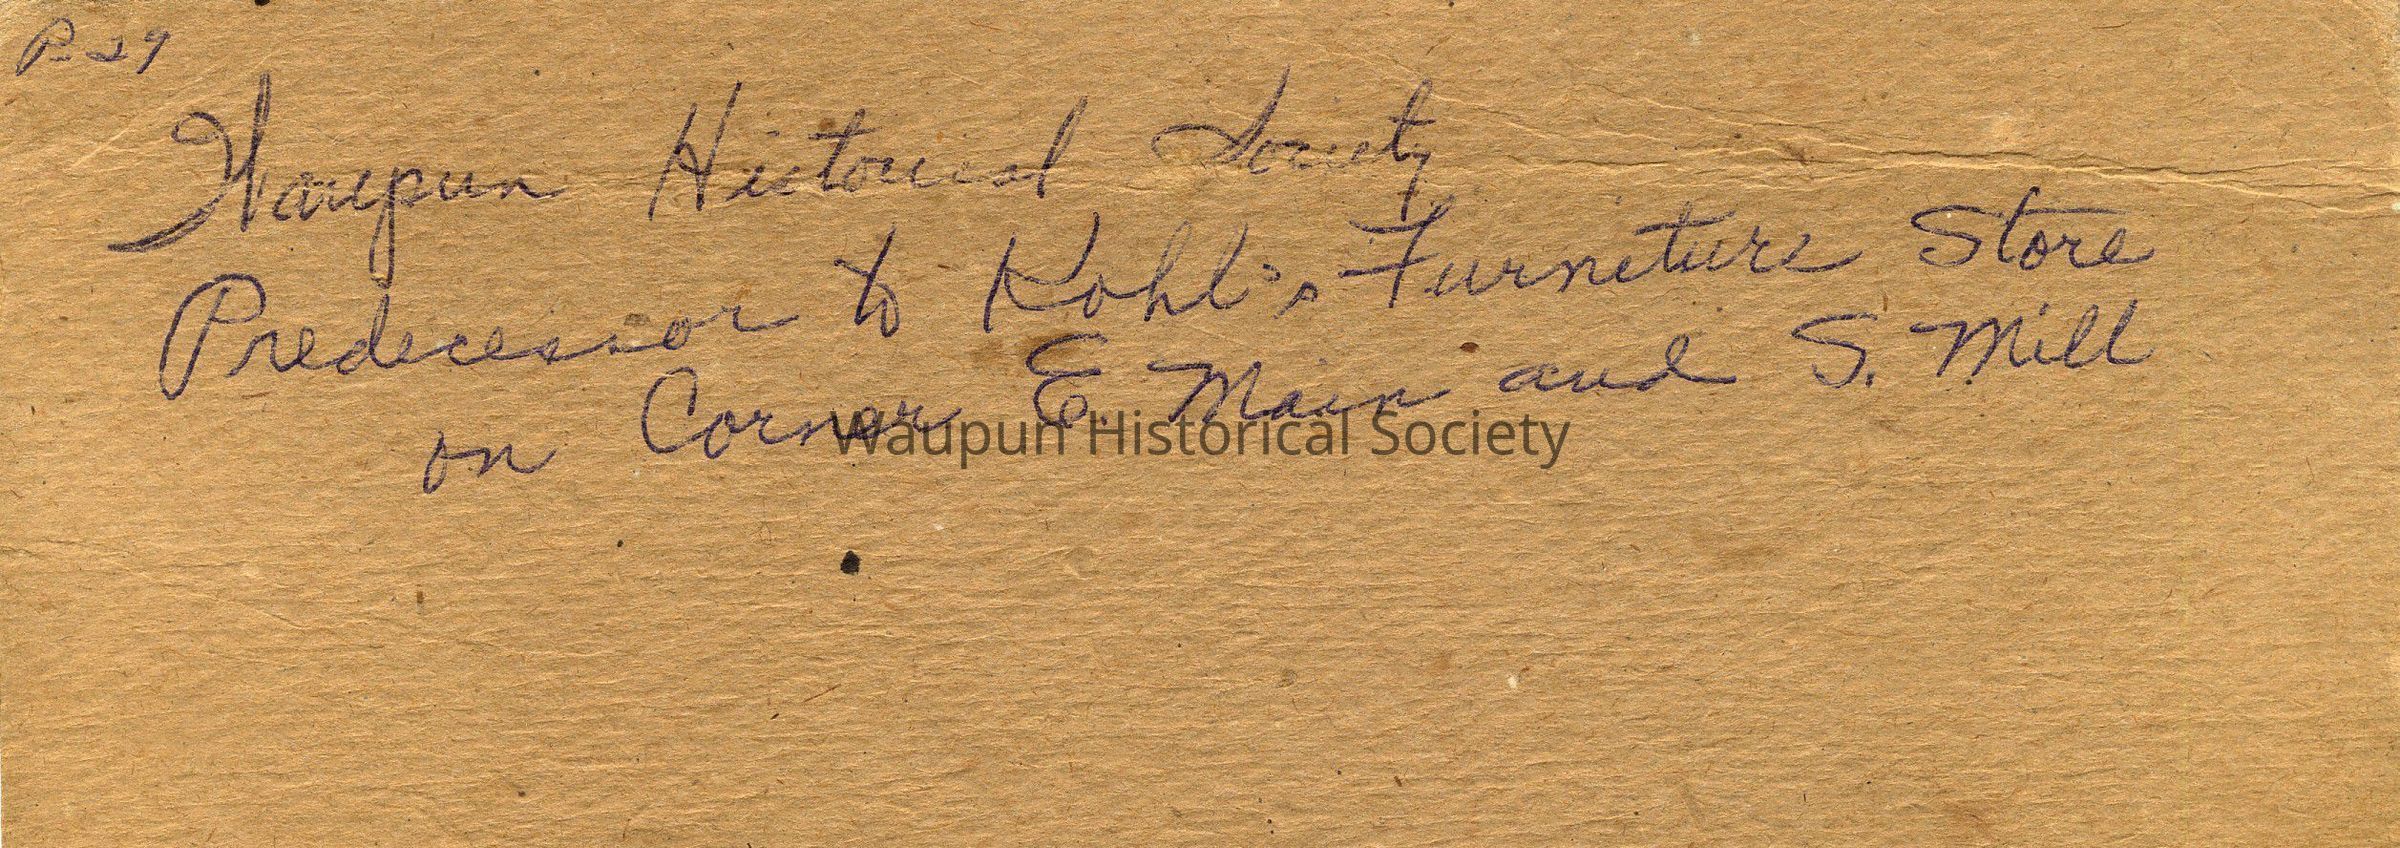 P-29
Waupun Historical Society
Predecessor to Kohl's Furniture Store
on Corner E. Main and S. Mill
Waupun Historical Society